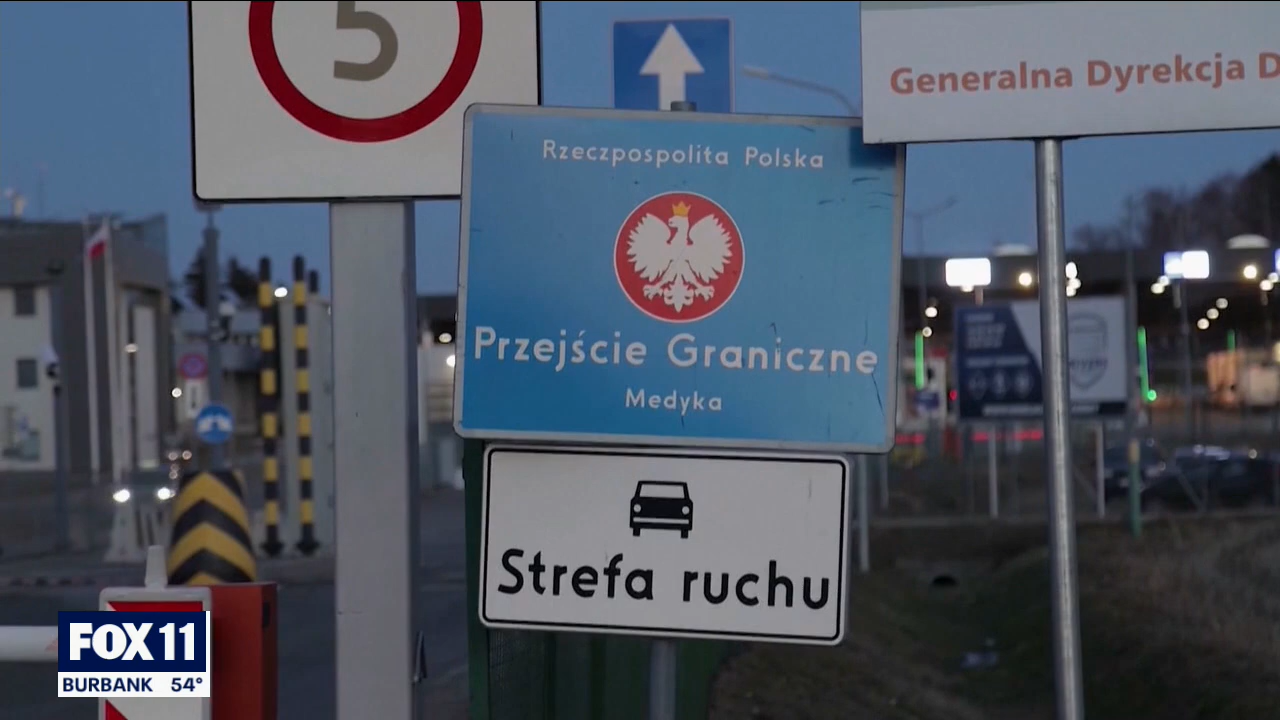 5
Generalna Dyrekcja D
Rzeczpospolita Polska
Przejście Graniczne
Medyka
Strefa ruchu
FOX 11
BURBANK 54°